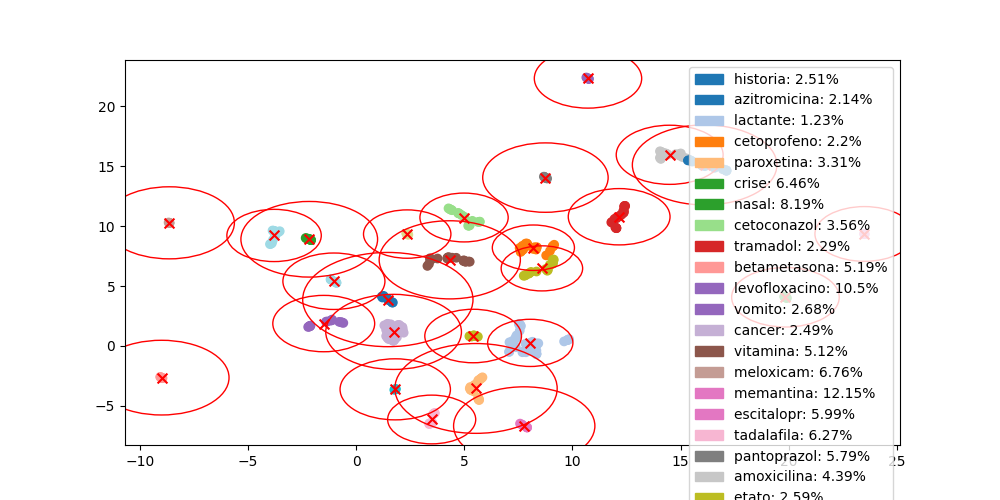 20
15
10
5
0
−5
−10
−5
0
5
10
15
20
25
historia: 2.51%
azitromicina: 2.14%
lactante: 1.23%
cetoprofeno: 2.2%
paroxetina: 3.31%
crise: 6.46%
nasal: 8.19%
cetoconazol: 3.56%
tramadol: 2.29%
betametasona: 5.19%
levofloxacino: 10.5%
vomito: 2.68%
cancer: 2.49%
vitamina: 5.12%
meloxicam: 6.76%
memantina: 12.15%
escitalopr: 5.99%
tadalafila: 6.27%
pantoprazol: 5.79%
amoxicilina: 4.39%
etato: 2.59%